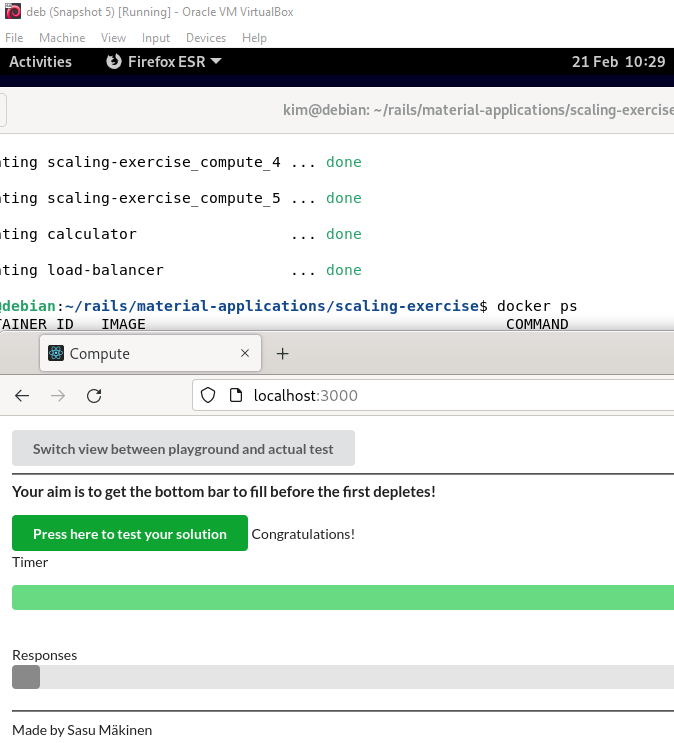 deb (Snapshot 5) [Running] - Oracle VM VirtualBox
File Machine View Input Devices Help
Activities Firefox ESR 21 Feb 10:29
kim@debian: ~/rails/material-applications/scaling-exercise
ating scaling-exercise_compute_4 ... done
ating scaling-exercise_compute_5 ... done
ating calculator ... done
ating load-balancer ... done
@debian:~/rails/material-applications/scaling-exercise$ docker ps
TAINER ID IMAGE COMMAND
Compute
localhost:3000
Switch view between playground and actual test
Your aim is to get the bottom bar to fill before the first depletes!
Press here to test your solution Congratulations!
Timer
Responses
Made by Sasu Mäkinen